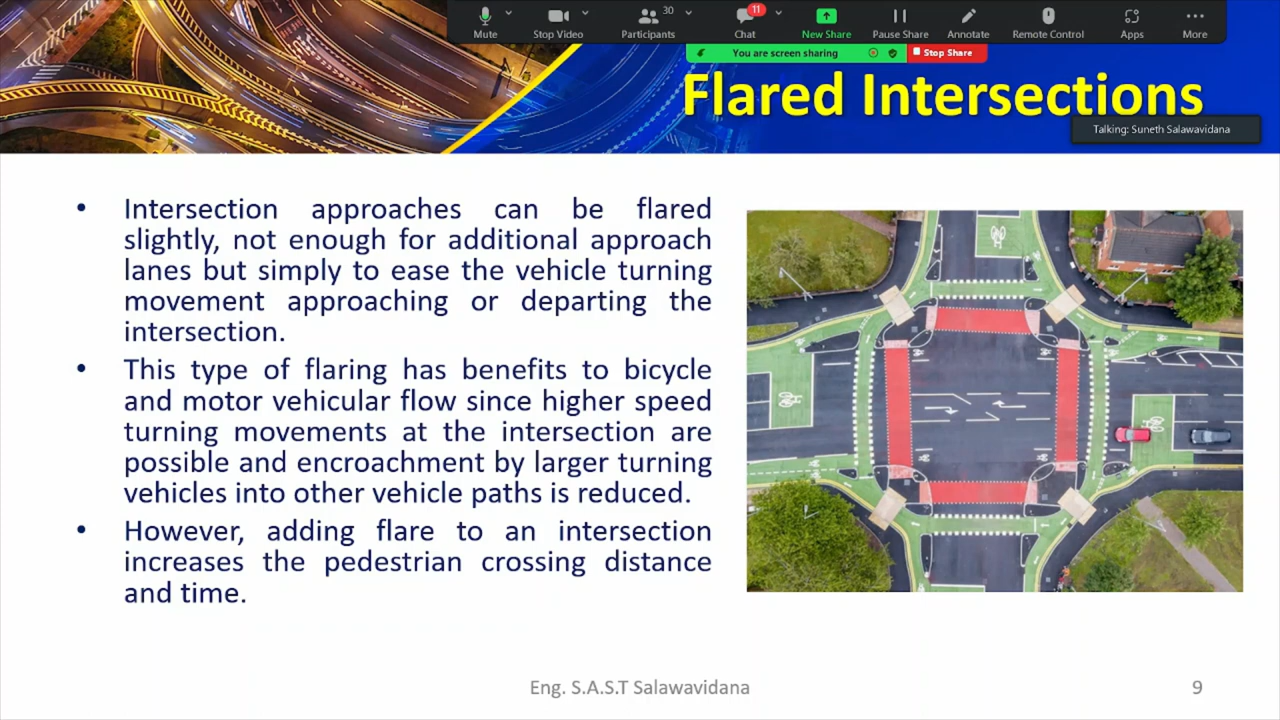 Mute
Stop Video
Participants
30
Chat
11
New Share
Pause Share
Annotate
Remote Control
Apps
More
You are screen sharing
Stop Share
Flared Intersections
Talking: Suneth Salawavidana
• Intersection approaches can be flared
slightly, not enough for additional approach
lanes but simply to ease the vehicle turning
movement approaching or departing the
intersection.
• This type of flaring has benefits to bicycle
and motor vehicular flow since higher speed
turning movements at the intersection are
possible and encroachment by larger turning
vehicles into other vehicle paths is reduced.
• However, adding flare to an intersection
increases the pedestrian crossing distance
and time.
Eng. S.A.S.T Salawavidana
9